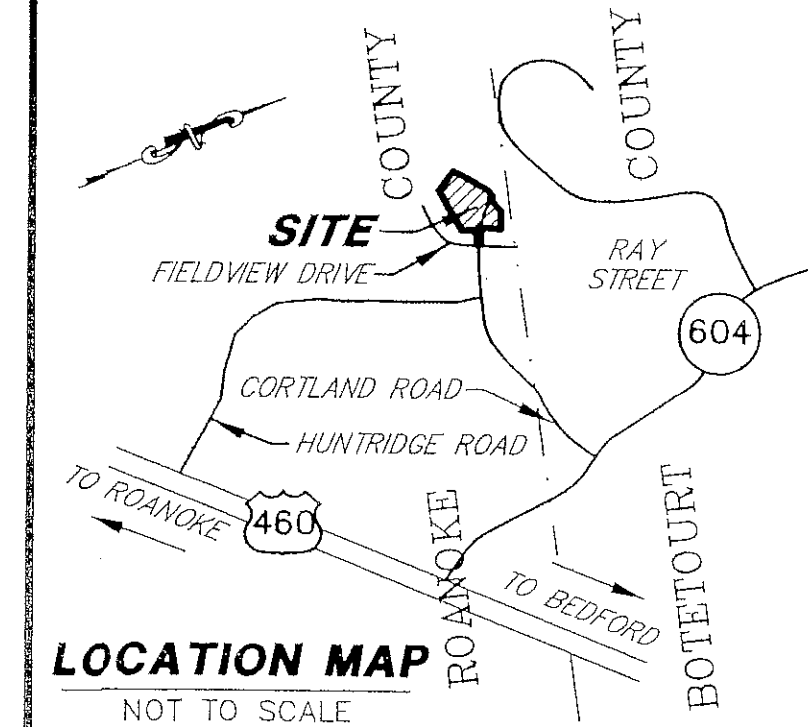 COUNTY
COUNTY
N
SITE
FIELDVIEW DRIVE
RAY
STREET
604
CORTLAND ROAD
HUNTRIDGE ROAD
TO ROANOKE
460
ROANOKE
TO BEDFORD
BOTETOURT
LOCATION MAP
NOT TO SCALE